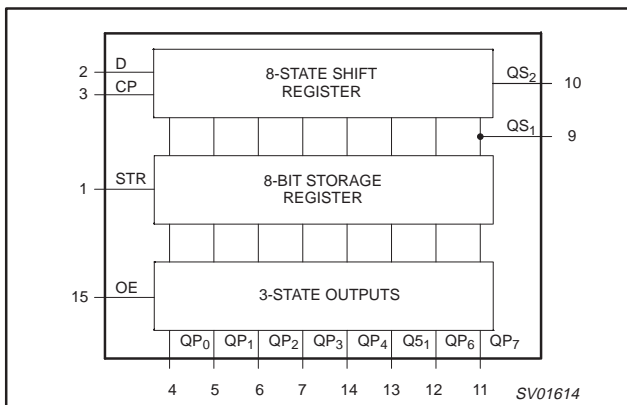 2 D
3 CP
8-STATE SHIFT
REGISTER
QS2 10
QS1 9
1 STR
8-BIT STORAGE
REGISTER
15 OE
3-STATE OUTPUTS
QP0 QP1 QP2 QP3 QP4 Q51 QP6 QP7
4 5 6 7 14 13 12 11
SV01614